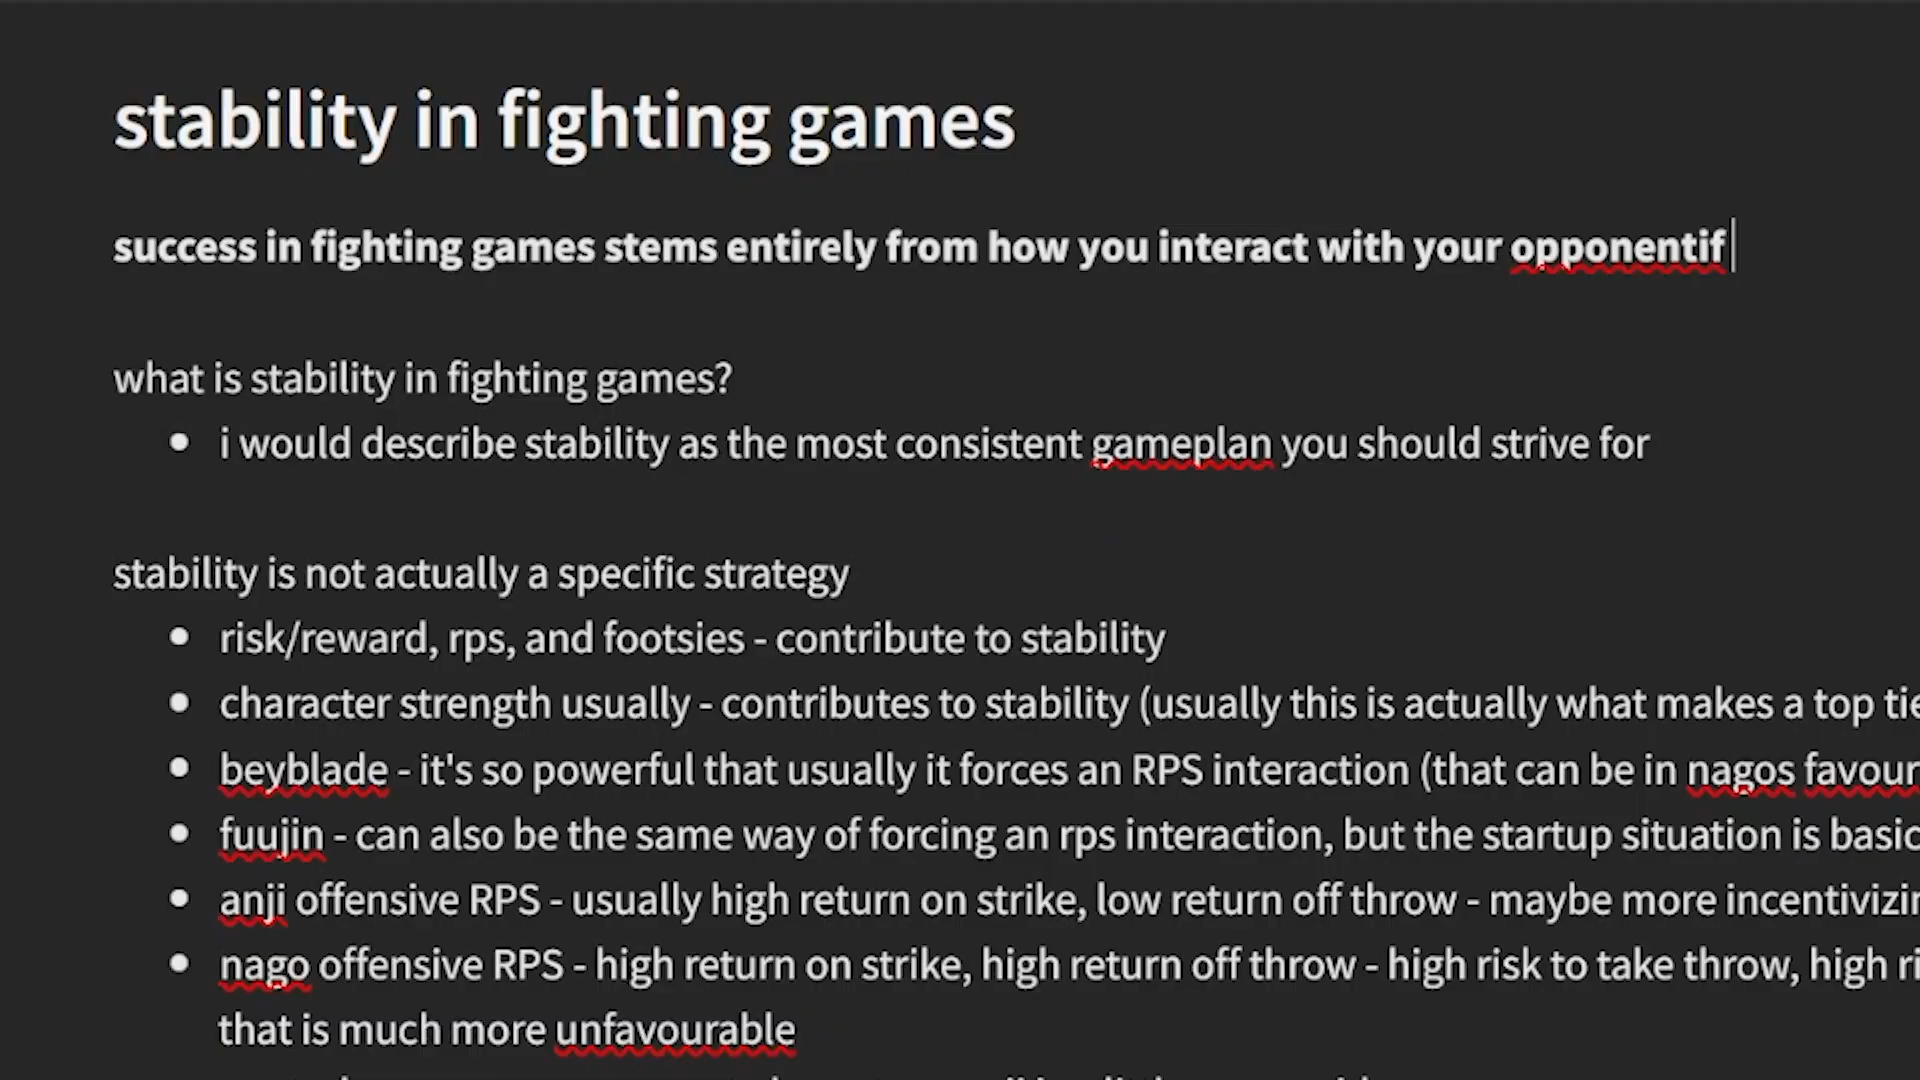 stability in fighting games
success in fighting games stems entirely from how you interact with your opponentif
what is stability in fighting games?
i would describe stability as the most consistent gameplan you should strive for
stability is not actually a specific strategy
risk/reward, rps, and footsies - contribute to stability
character strength usually - contributes to stability (usually this is actually what makes a top
beyblade - it's so powerful that usually it forces an RPS interaction (that can be in nagos favour
fuujin - can also be the same way of forcing an rps interaction, but the startup situation is
anji offensive RPS - usually high return on strike, low return off throw - maybe more
nago offensive RPS - high return on strike, high return off throw - high risk to take throw, high
that is much more unfavourable